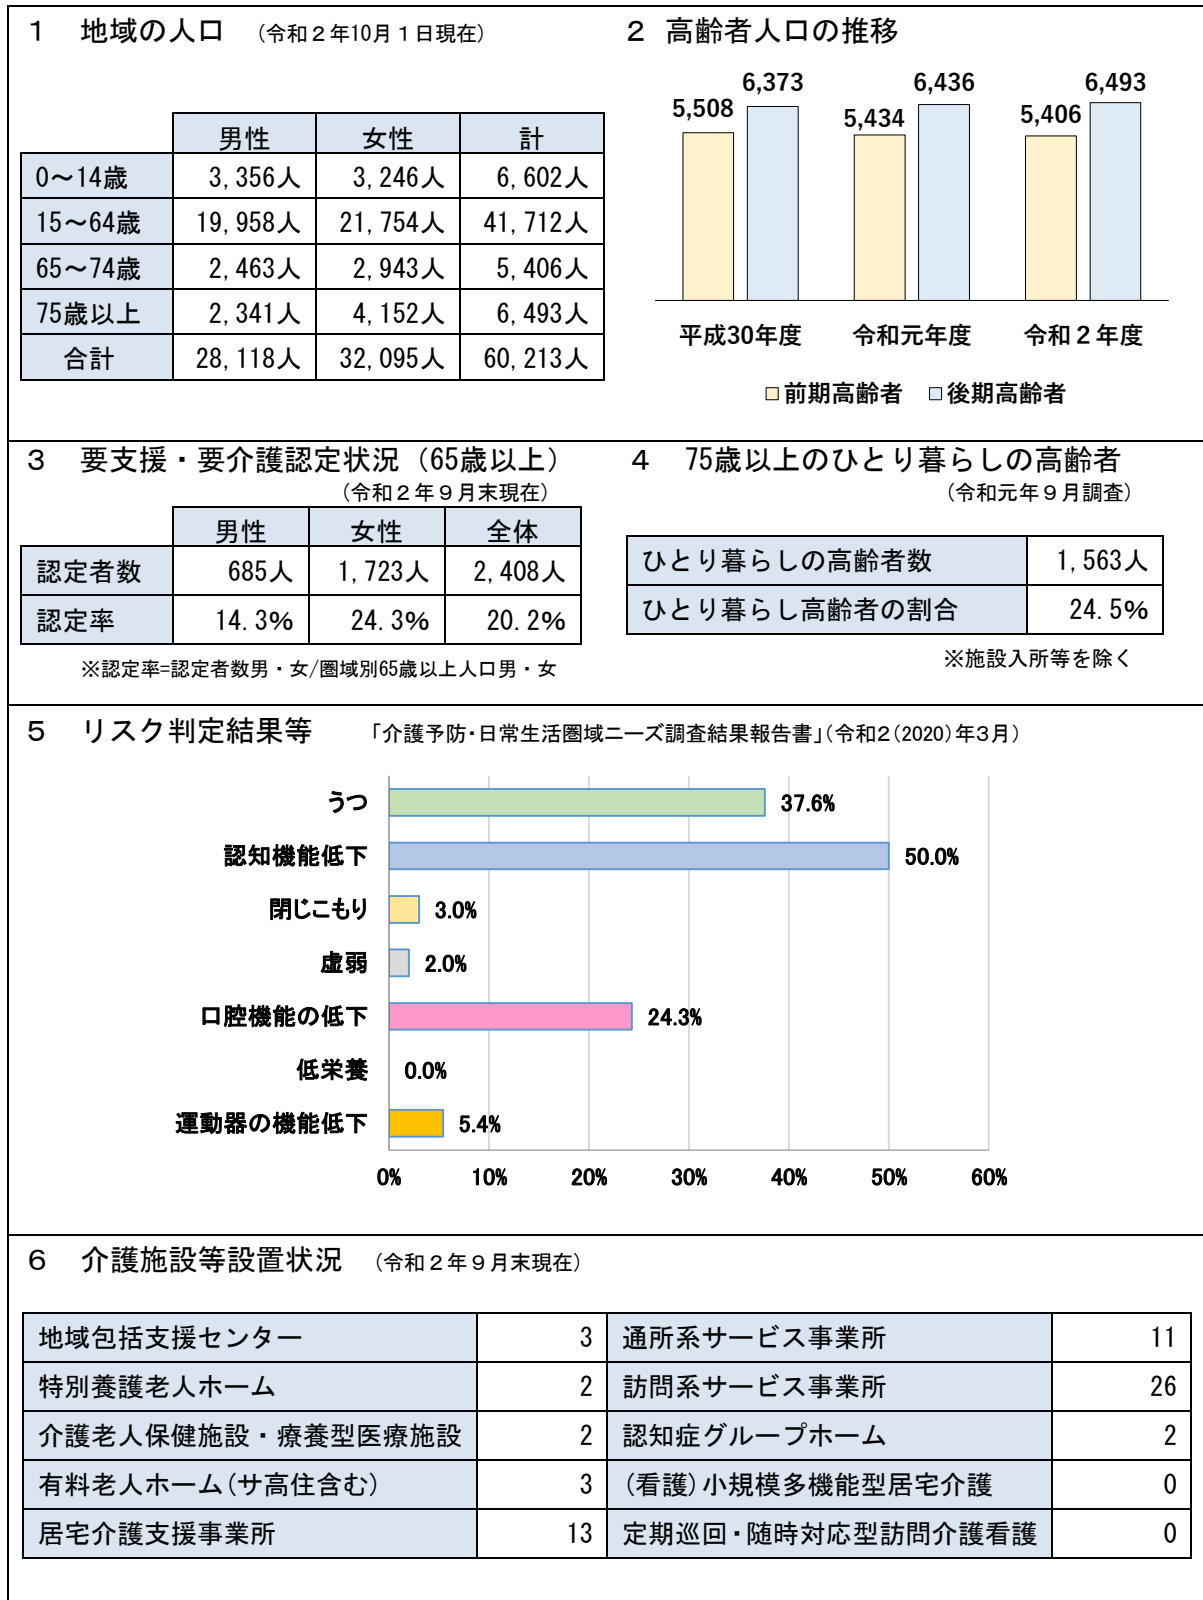 １　地域の人口　（令和２年10月１日現在）
男性 女性 計
0～14歳 3,356人 3,246人 6,602人
15～64歳 19,958人 21,754人 41,712人
65～74歳 2,463人 2,943人 5,406人
75歳以上 2,341人 4,152人 6,493人
合計 28,118人 32,095人 60,213人
２ 高齢者人口の推移
5,508 6,373 5,434 6,436 5,406 6,493
平成30年度 令和元年度 令和２年度
前期高齢者 後期高齢者
３　要支援・要介護認定状況（65歳以上）
（令和２年９月末現在）
男性 女性 全体
認定者数 685人 1,723人 2,408人
認定率 14.3% 24.3% 20.2%
※認定率=認定者数男・女/圏域別65歳以上人口男・女
４　75歳以上のひとり暮らしの高齢者
（令和元年９月調査）
ひとり暮らしの高齢者数 1,563人
ひとり暮らし高齢者の割合 24.5%
※施設入所等を除く
５　リスク判定結果等　「介護予防・日常生活圏域ニーズ調査結果報告書」（令和2（2020）年3月）
うつ 37.6%
認知機能低下 50.0%
閉じこもり 3.0%
虚弱 2.0%
口腔機能の低下 24.3%
低栄養 0.0%
運動器の機能低下 5.4%
0% 10% 20% 30% 40% 50% 60%
６　介護施設等設置状況　（令和２年９月末現在）
地域包括支援センター 3 通所系サービス事業所 11
特別養護老人ホーム 2 訪問系サービス事業所 26
介護老人保健施設・療養型医療施設 2 認知症グループホーム 2
有料老人ホーム（サ高住含む） 3 （看護）小規模多機能型居宅介護 0
居宅介護支援事業所 13 定期巡回・随時対応型訪問介護看護 0